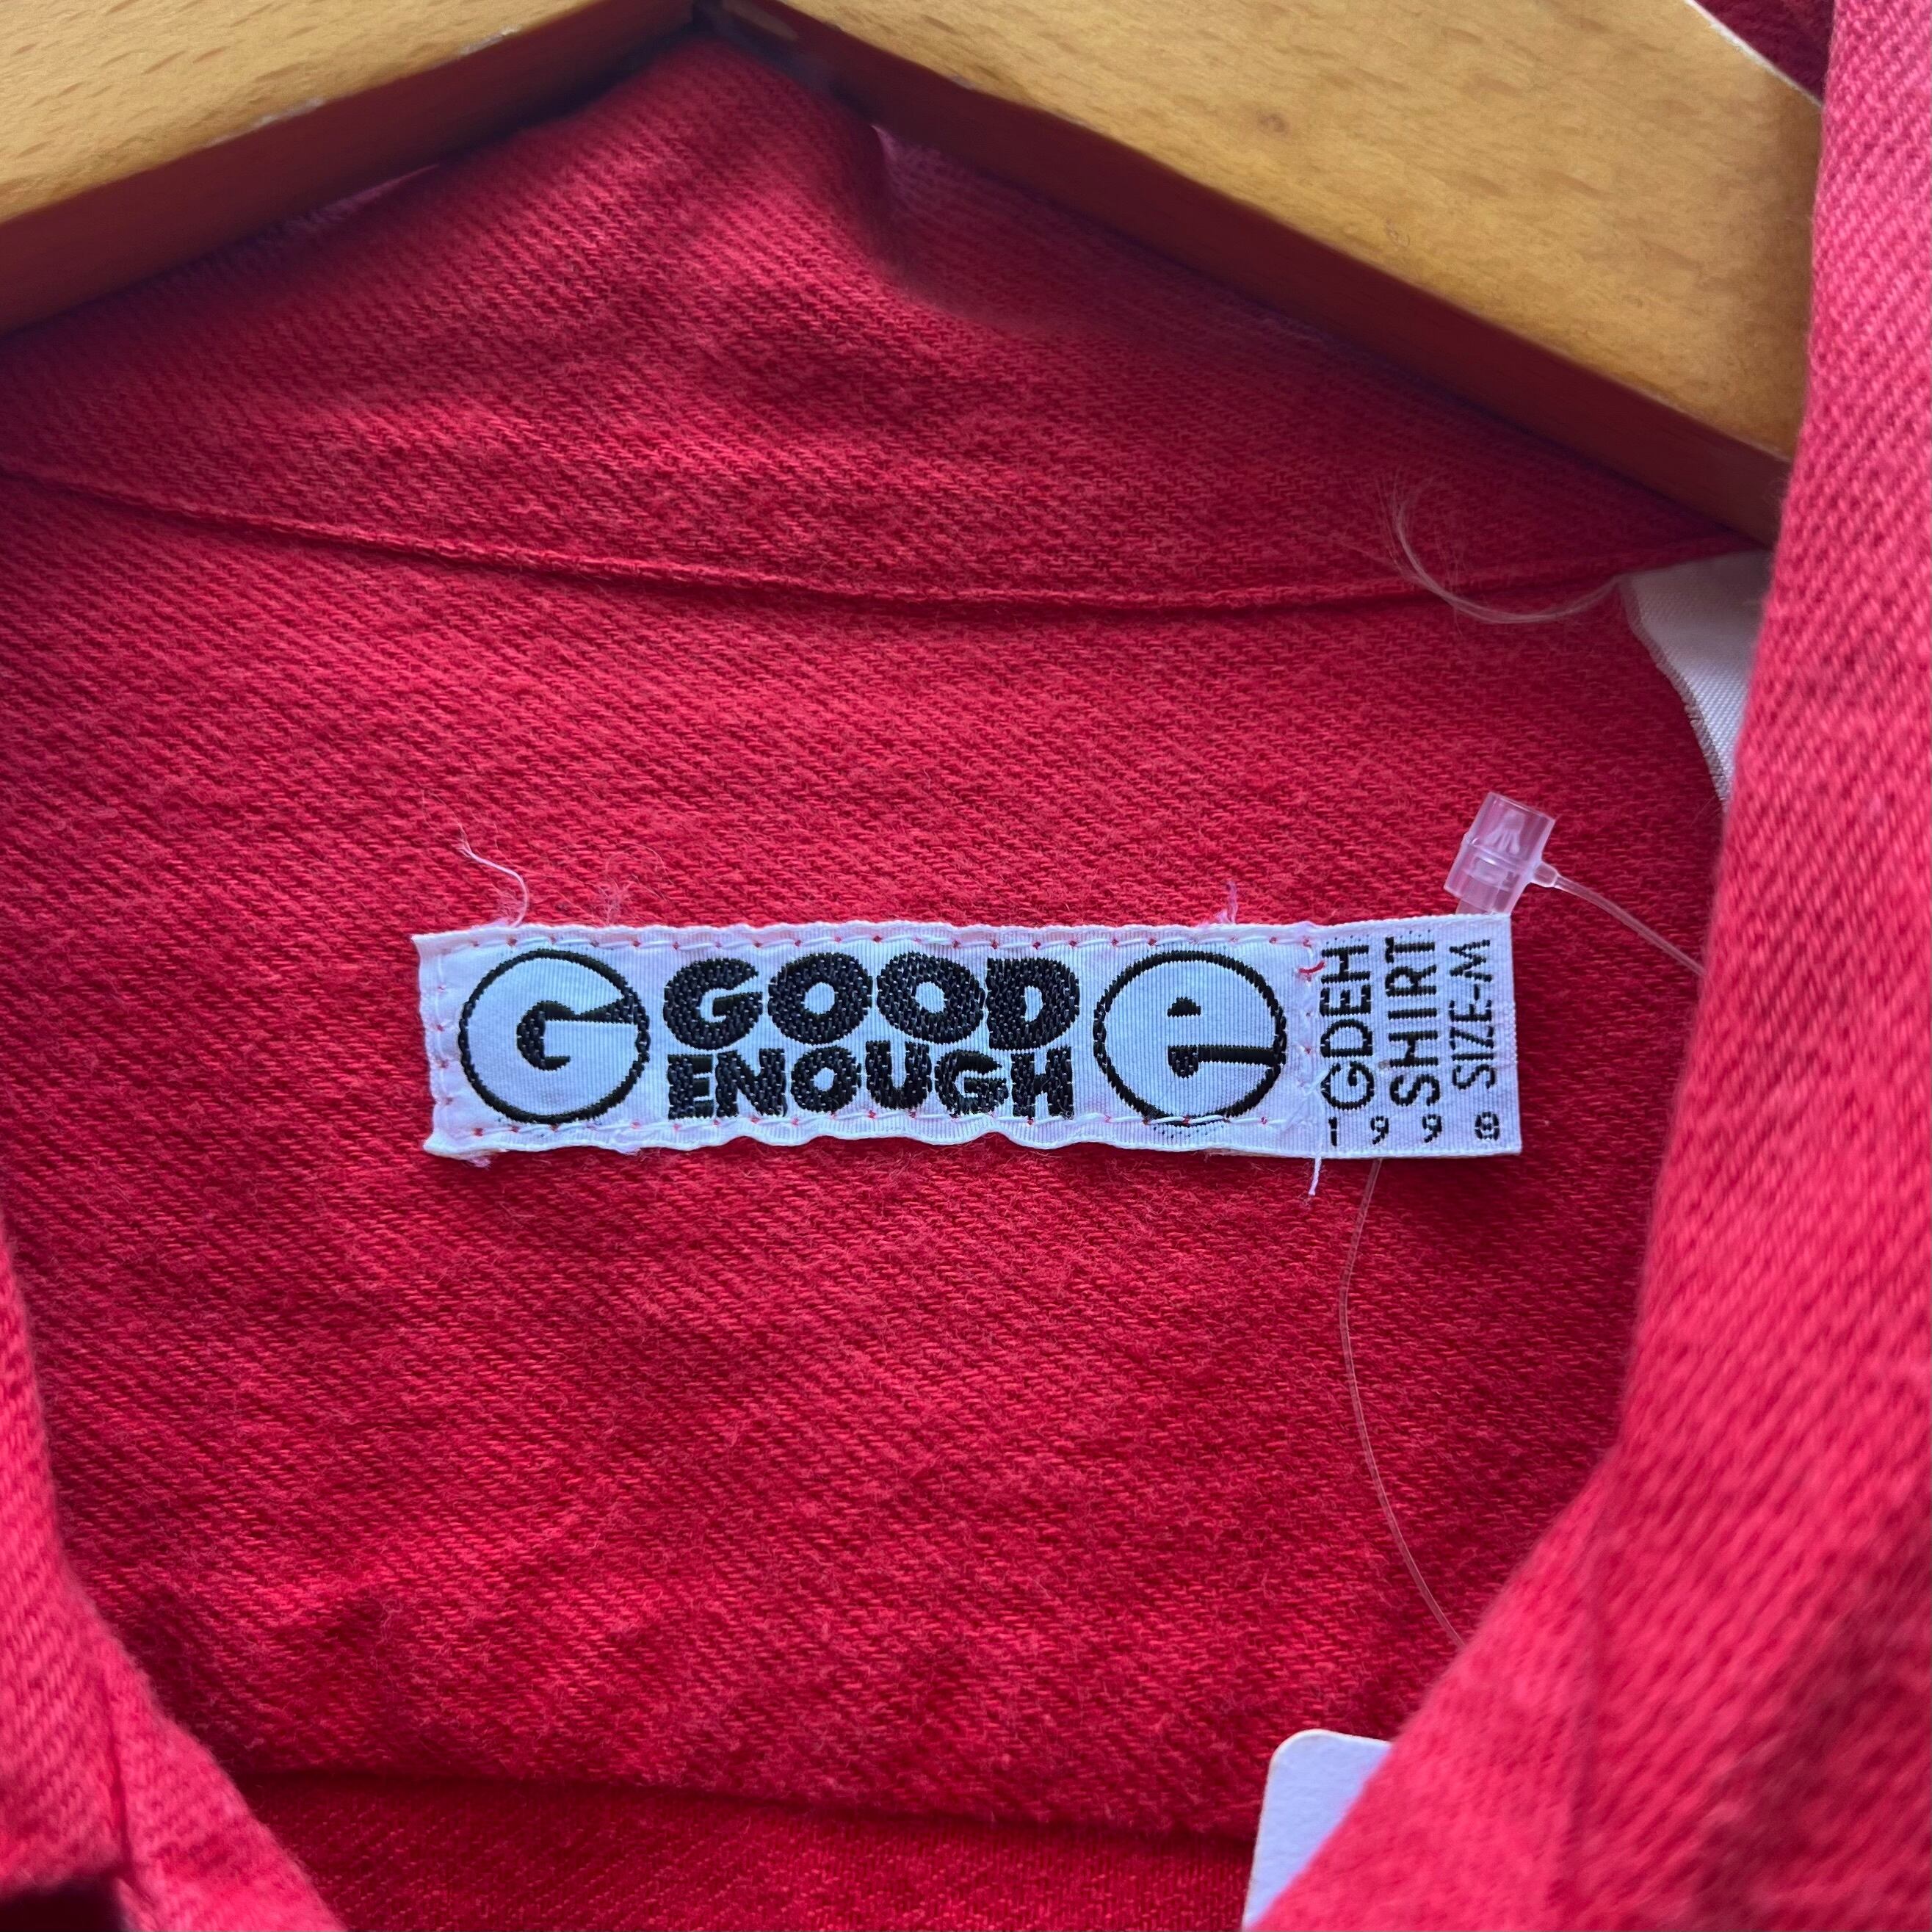 G GOOD e
ENOUGH
GDEH
SHIRT
SIZE-M
1998